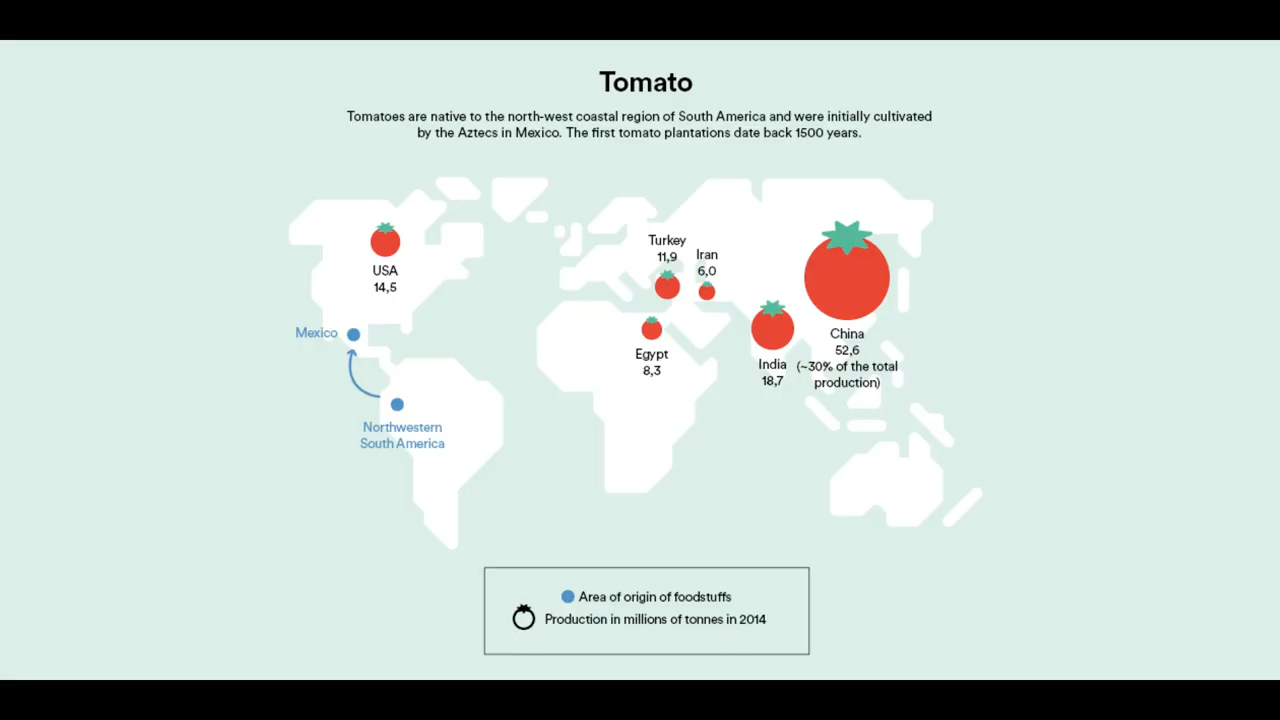 Tomato
Tomatoes are native to the north-west coastal region of South America and were initially cultivated
by the Aztecs in Mexico. The first tomato plantations date back 1500 years.
USA
14,5
Turkey
11,9
Iran
6,0
Mexico
Egypt
8,3
India
18,7
China
52,6
(~30% of the total
production)
Northwestern
South America
Area of origin of foodstuffs
Production in millions of tonnes in 2014